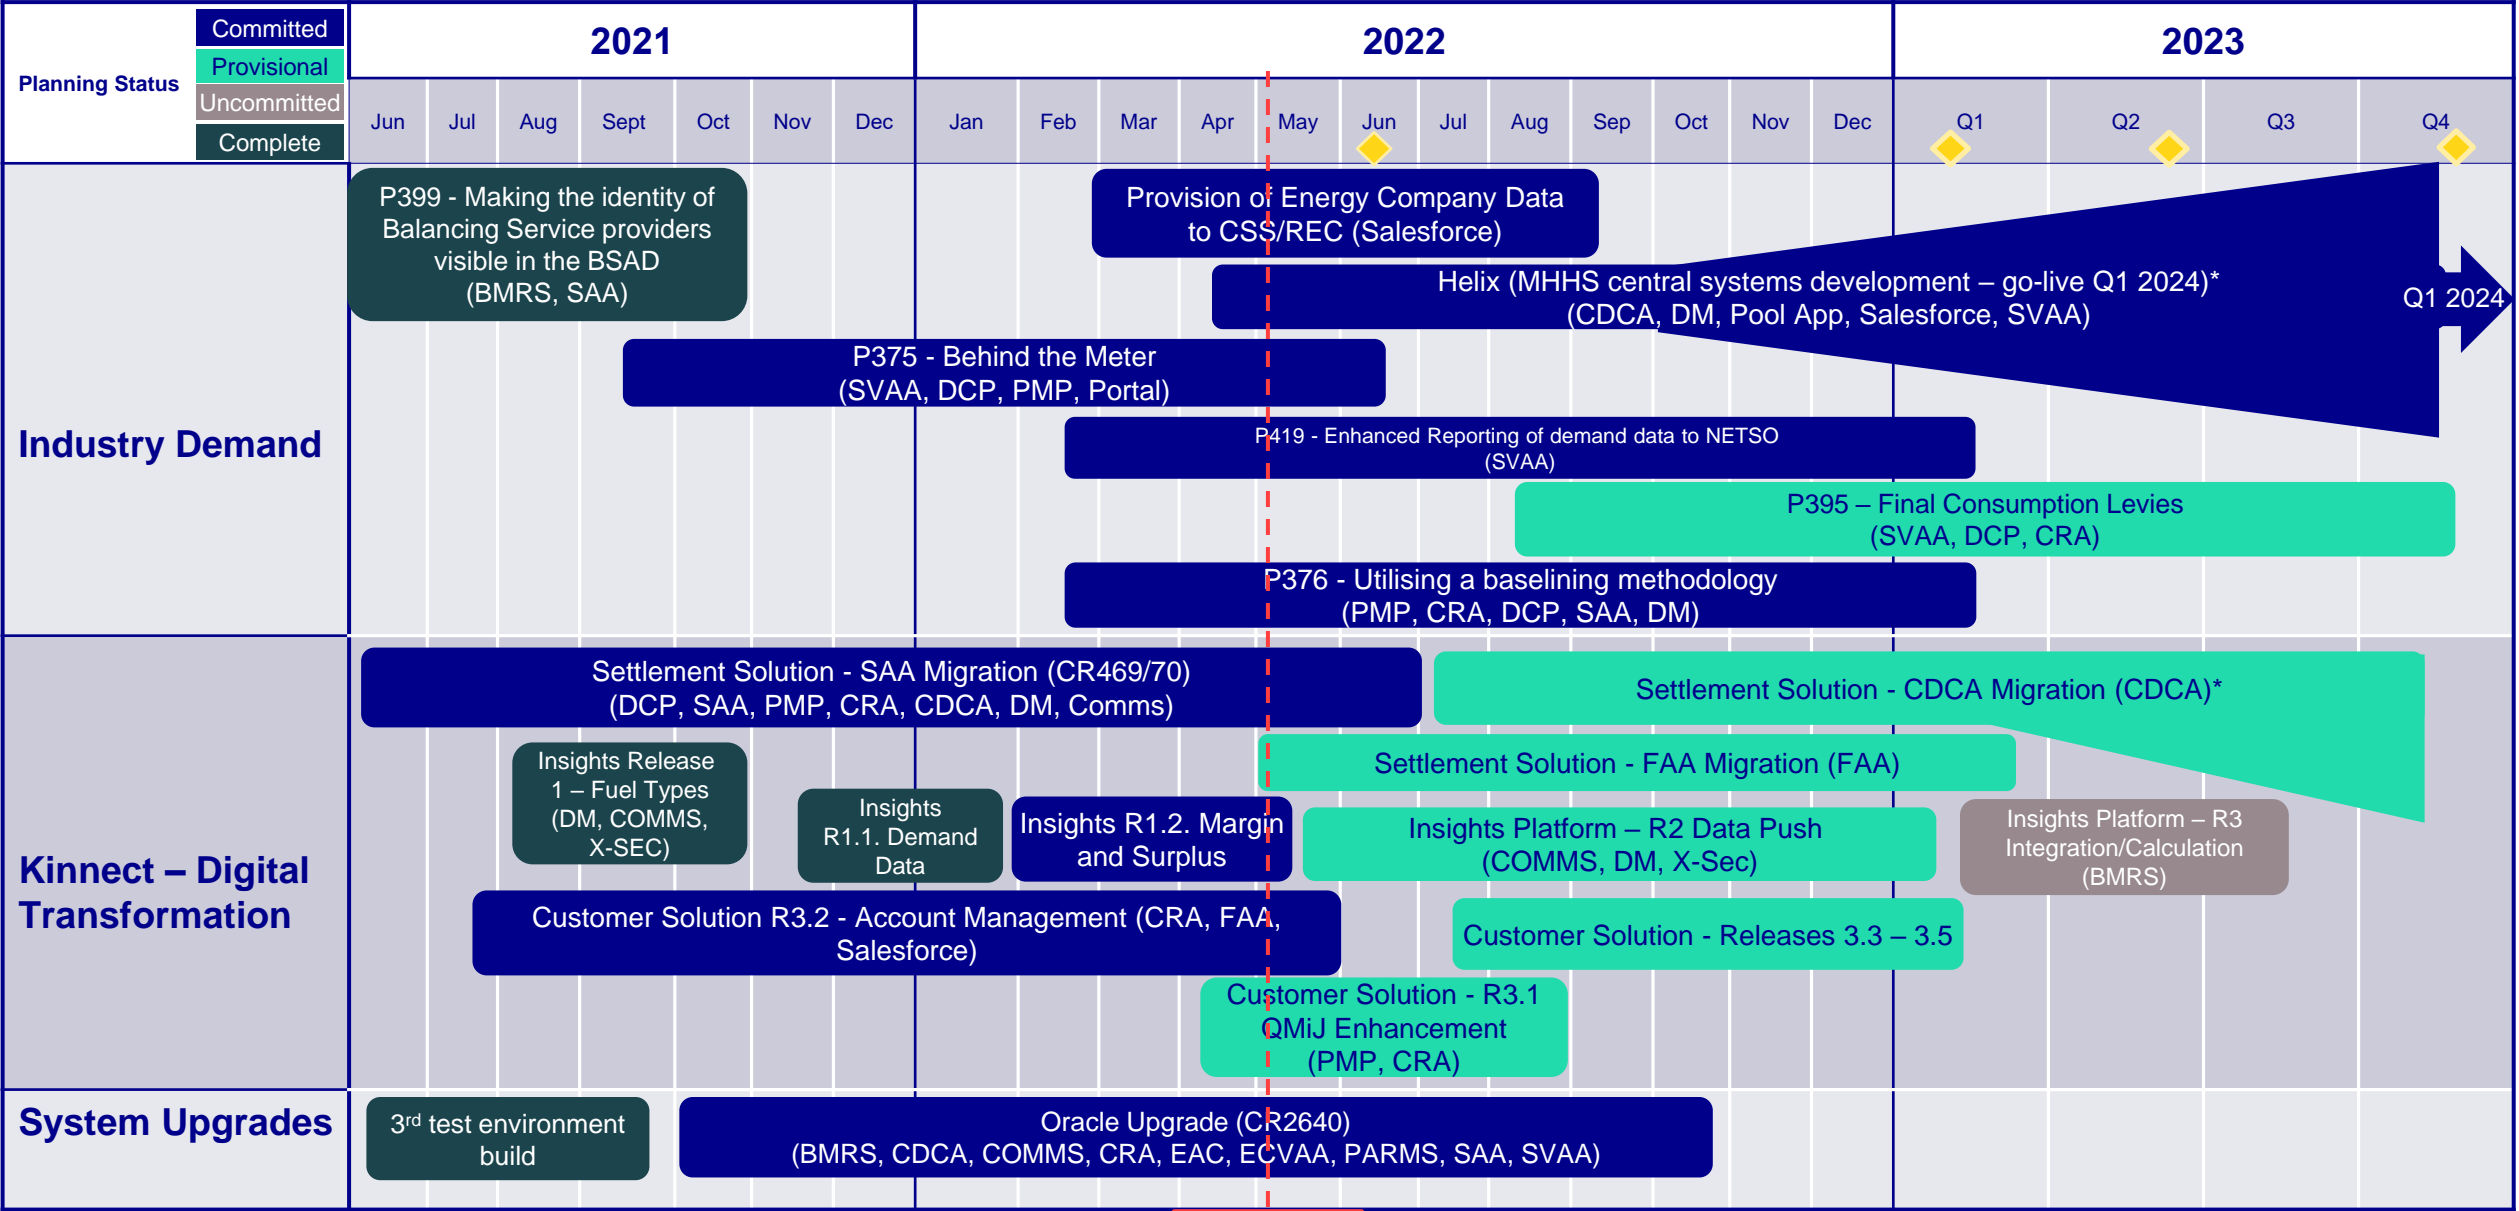 Planning Status
Committed
Provisional
Uncommitted
Complete
2021
2022
2023
Jun
Jul
Aug
Sept
Oct
Nov
Dec
Jan
Feb
Mar
Apr
May
Jun
Jul
Aug
Sep
Oct
Nov
Dec
Q1
Q2
Q3
Q4
Industry Demand
P399 - Making the identity of
Balancing Service providers
visible in the BSAD
(BMRS, SAA)
Provision of Energy Company Data
to CSS/REC (Salesforce)
Helix (MHHS central systems development – go-live Q1 2024)*
(CDCA, DM, Pool App, Salesforce, SVAA)
Q1 2024
P375 - Behind the Meter
(SVAA, DCP, PMP, Portal)
P419 - Enhanced Reporting of demand data to NETSO
(SVAA)
P395 – Final Consumption Levies
(SVAA, DCP, CRA)
P376 - Utilising a baselining methodology
(PMP, CRA, DCP, SAA, DM)
Kinnect – Digital
Transformation
Settlement Solution - SAA Migration (CR469/70)
(DCP, SAA, PMP, CRA, CDCA, DM, Comms)
Settlement Solution - CDCA Migration (CDCA)*
Settlement Solution - FAA Migration (FAA)
Insights Release
1 – Fuel Types
(DM, COMMS,
X-SEC)
Insights
R1.1. Demand
Data
Insights R1.2. Margin
and Surplus
Insights Platform – R2 Data Push
(COMMS, DM, X-Sec)
Insights Platform – R3
Integration/Calculation
(BMRS)
Customer Solution R3.2 - Account Management (CRA, FAA,
Salesforce)
Customer Solution - Releases 3.3 – 3.5
Customer Solution - R3.1
QMiJ Enhancement
(PMP, CRA)
System Upgrades
3rd test environment
build
Oracle Upgrade (CR2640)
(BMRS, CDCA, COMMS, CRA, EAC, ECVAA, PARMS, SAA, SVAA)